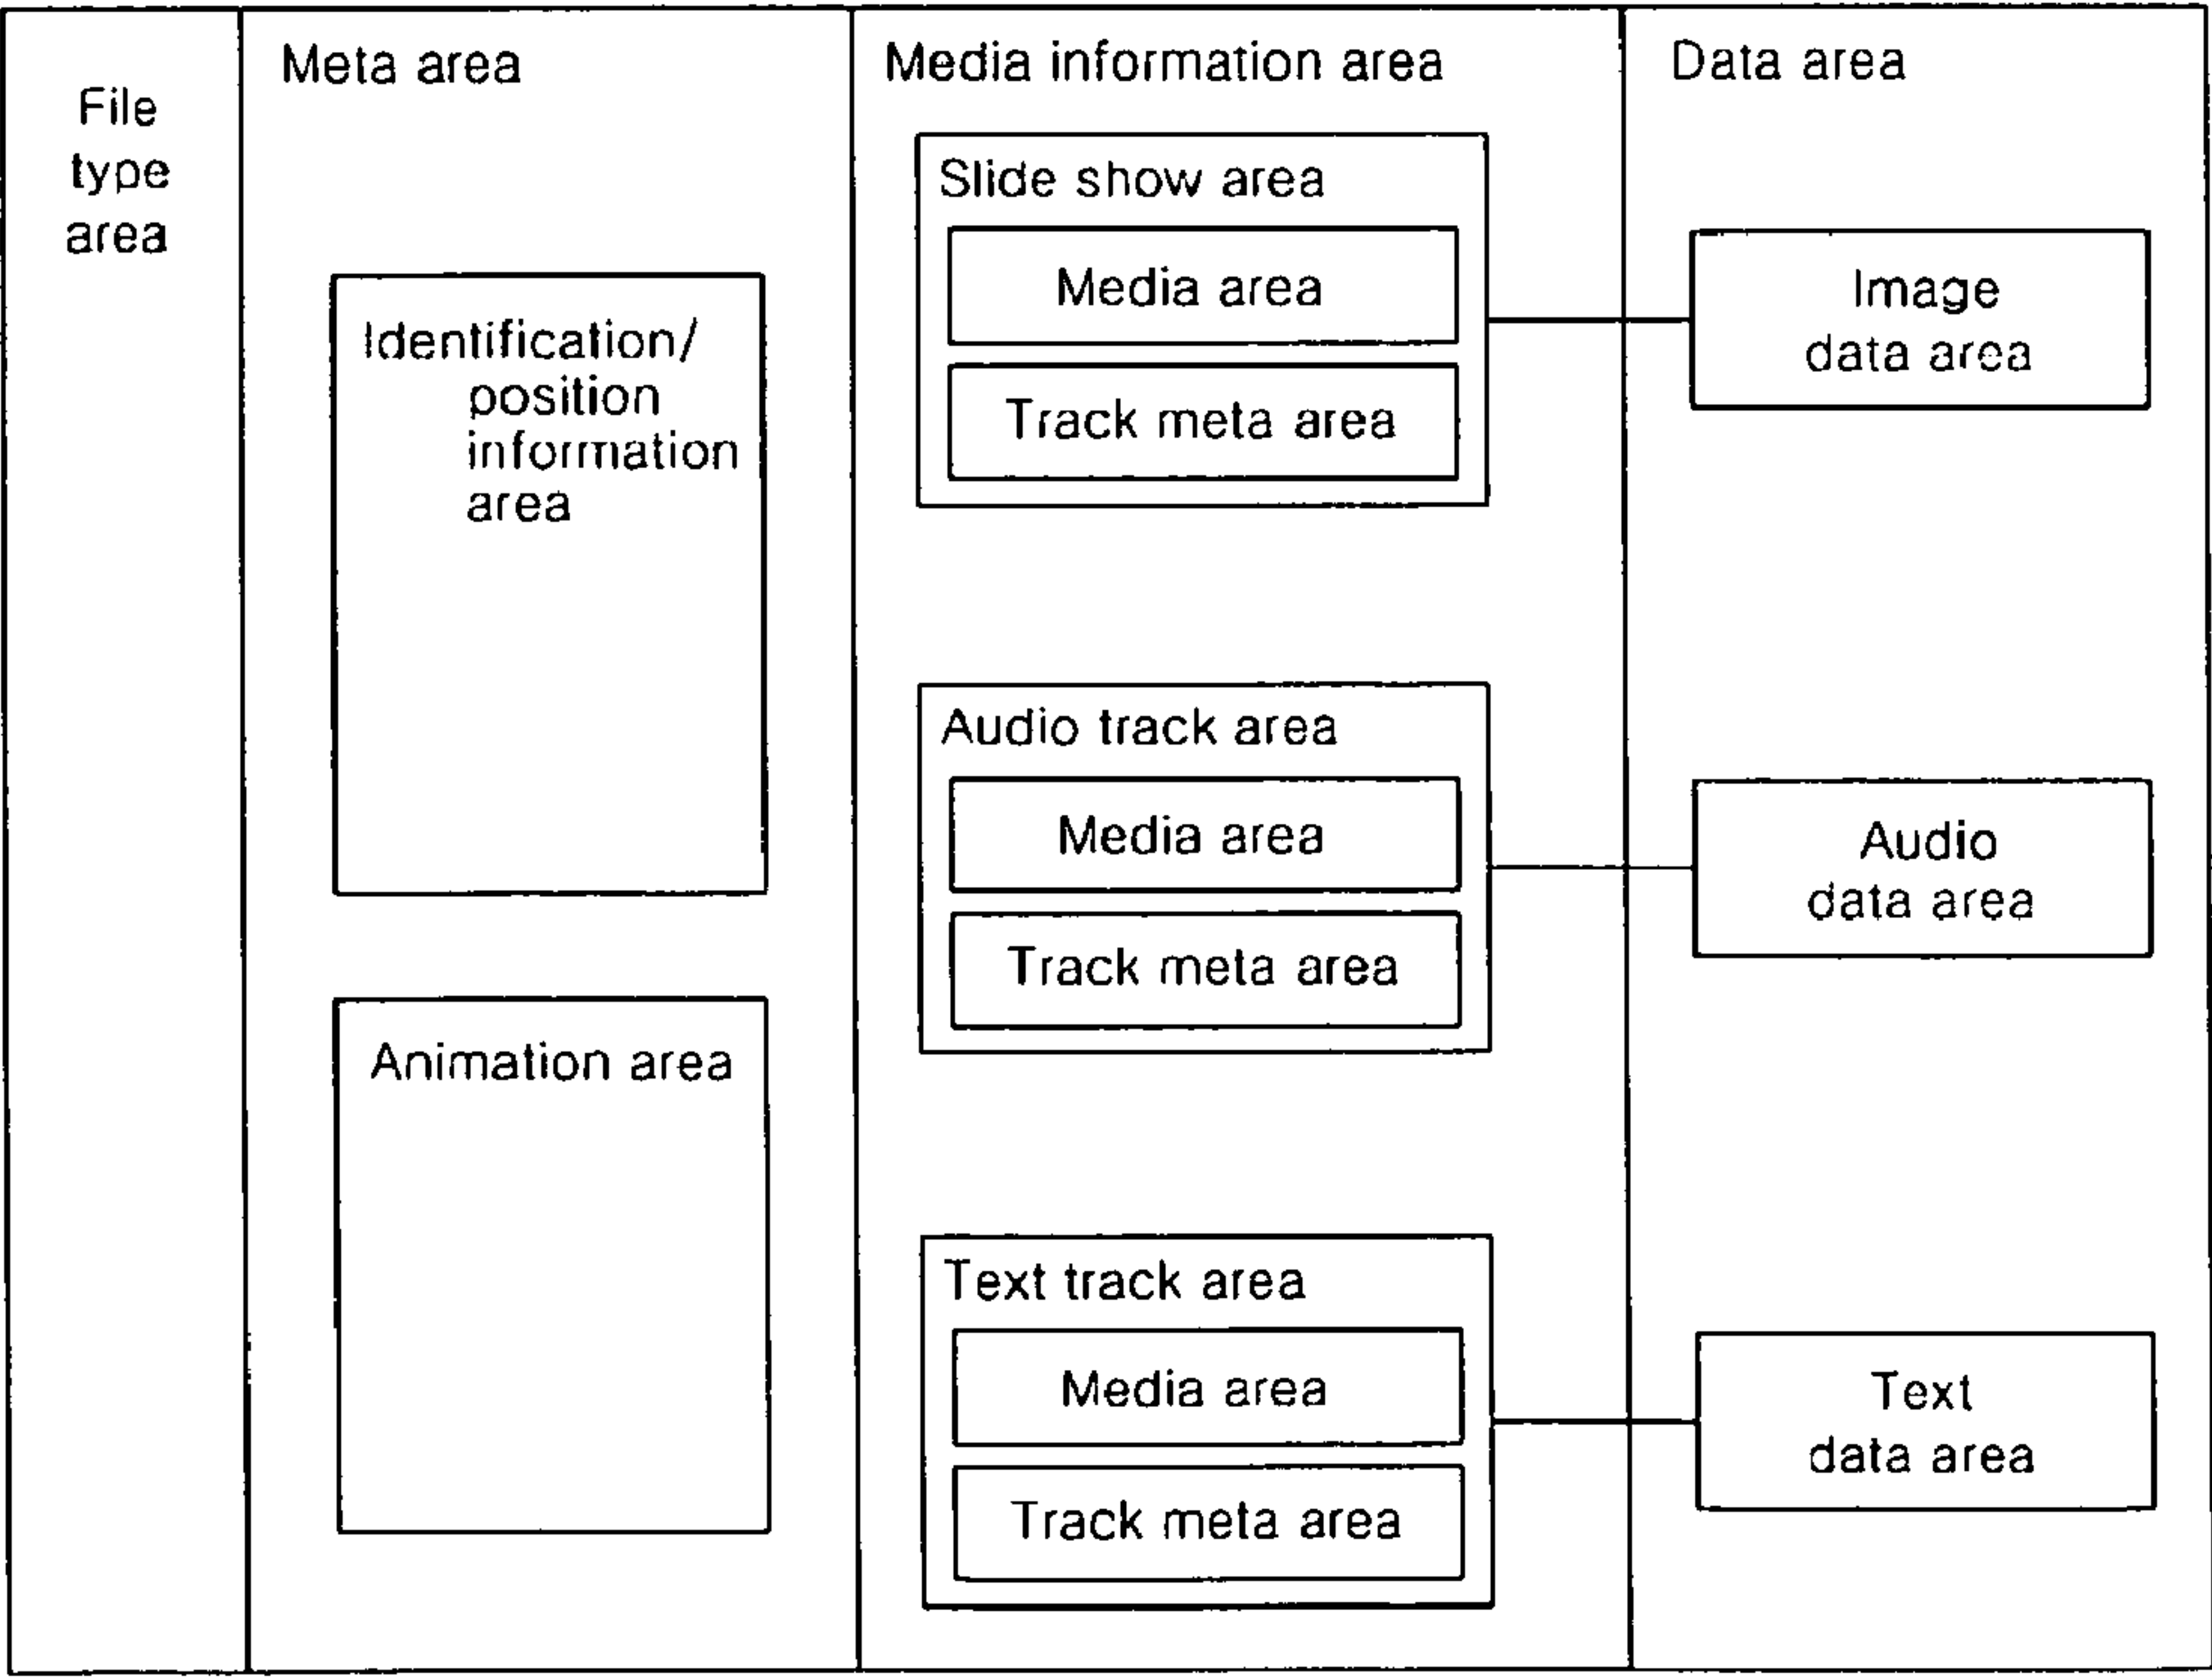 File
type
area
Meta area
Identification/
position
information
area
Animation area
Media information area
Slide show area
Media area
Track meta area
Audio track area
Media area
Track meta area
Text track area
Media area
Track meta area
Data area
Image
data area
Audio
data area
Text
data area